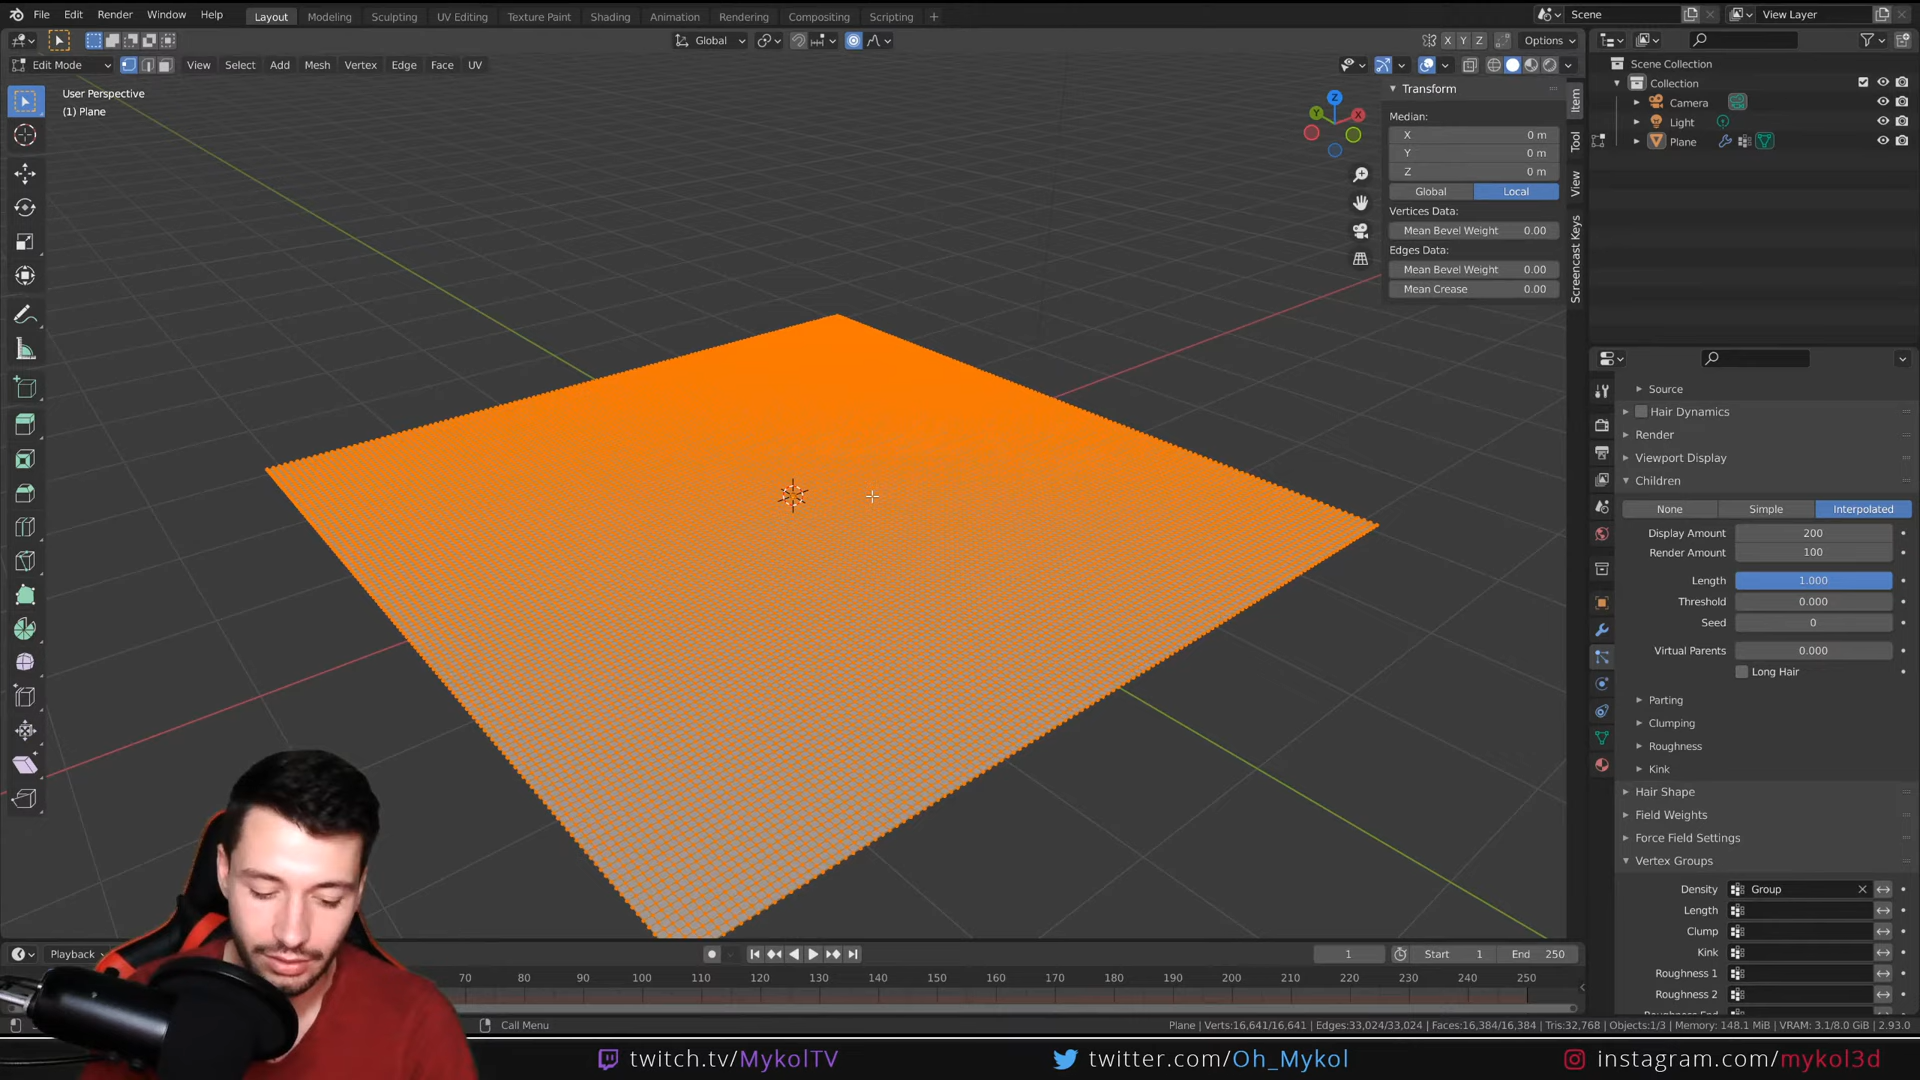 File Edit Render Window Help
Layout Modeling Sculpting UV Editing Texture Paint Shading Animation Rendering Compositing Scripting +
Scene
View Layer
Global
X Y Z
Options
Edit Mode
View Select Add Mesh Vertex Edge Face UV
User Perspective
(1) Plane
Z
Y
X
Transform
Median:
X 0 m
Y 0 m
Z 0 m
Global Local
Vertices Data:
Mean Bevel Weight 0.00
Edges Data:
Mean Bevel Weight 0.00
Mean Crease 0.00
Item
Tool
View
Screencast Keys
Scene Collection
Collection
Camera
Light
Plane
Source
Hair Dynamics
Render
Viewport Display
Children
None Simple Interpolated
Display Amount 200
Render Amount 100
Length 1.000
Threshold 0.000
Seed 0
Virtual Parents 0.000
Long Hair
Parting
Clumping
Roughness
Kink
Hair Shape
Field Weights
Force Field Settings
Vertex Groups
Density Group
Length
Clump
Kink
Roughness 1
Roughness 2
Playback
1
Start 1
End 250
70 80 90 100 110 120 130 140 150 160 170 180 190 200 210 220 230 240 250
Call Menu
Plane | Verts:16,641/16,641 | Edges:33,024/33,024 | Faces:16,384/16,384 | Tris:32,768 | Objects:1/3 | Memory: 148.1 MiB | VRAM: 3.1/8.0 GiB | 2.93.0
twitch.tv/MykolTV
twitter.com/Oh_Mykol
instagram.com/mykol3d